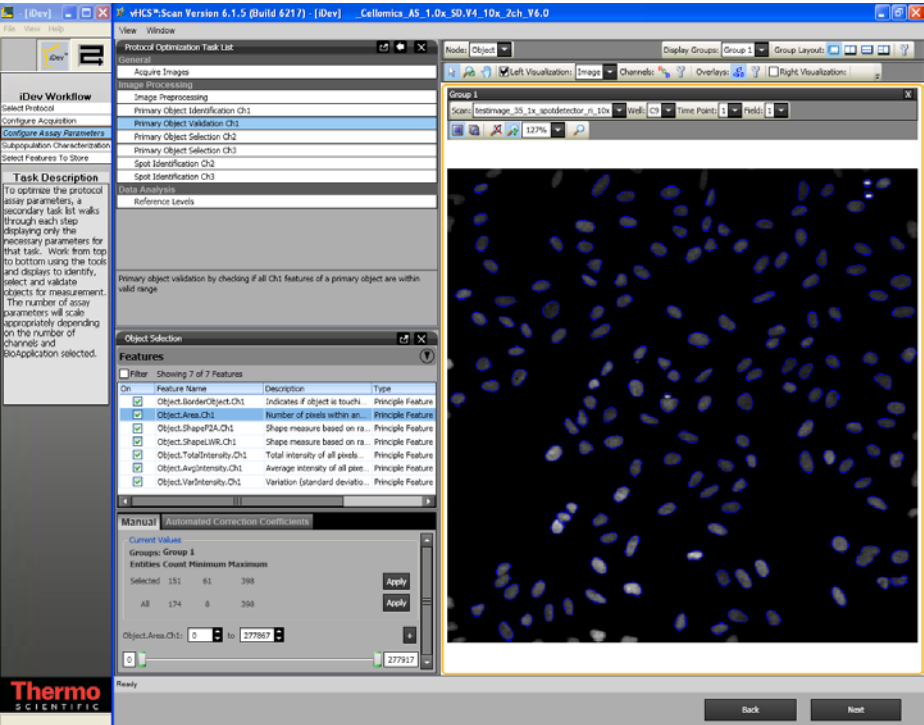 - [iDev]
File View Help
iDev
iDev Workflow
Select Protocol
Configure Acquisition
Configure Assay Parameters
Subpopulation Characterization
Select Features To Store
Task Description
To optimize the protocol
assay parameters, a
secondary task list walks
through each step
displaying only the
necessary parameters for
that task. Work from top
to bottom using the tools
and displays to identify,
select and validate
objects for measurement.
The number of assay
parameters will scale
appropriately depending
on the number of
channels and
BioApplication selected.
Thermo
SCIENTIFIC
vHCS™:Scan Version 6.1.5 (Build 6217) - [iDev] _Cellomics_AS_1.0x_SD.V4_10x_2ch_V6.0
View Window
Protocol Optimization Task List
General
Acquire Images
Image Processing
Image Preprocessing
Primary Object Identification Ch1
Primary Object Validation Ch1
Primary Object Selection Ch2
Primary Object Selection Ch3
Spot Identification Ch2
Spot Identification Ch3
Data Analysis
Reference Levels
Primary object validation by checking if all Ch1 features of a primary object are within
valid range
Object Selection
Features
Filter Showing 7 of 7 Features
On Feature Name Description Type
Object.BorderObject.Ch1 Indicates if object is touchi... Principle Feature
Object.Area.Ch1 Number of pixels within an... Principle Feature
Object.ShapeP2A.Ch1 Shape measure based on ra... Principle Feature
Object.ShapeLWR.Ch1 Shape measure based on ra... Principle Feature
Object.TotalIntensity.Ch1 Total intensity of all pixels... Principle Feature
Object.AvgIntensity.Ch1 Average intensity of all pixe... Principle Feature
Object.VarIntensity.Ch1 Variation (standard deviatio... Principle Feature
Manual Automated Correction Coefficients
Current Values
Groups: Group 1
Entities Count Minimum Maximum
Selected 151 61 398 Apply
All 174 8 398 Apply
Object.Area.Ch1: 0 to 277867 +
0 277917
Ready
Node: Object Display Groups: Group 1 Group Layout:
Left Visualization: Image Channels: Overlays: Right Visualization:
Group 1 X
Scan: testimage_35_1x_spotdetector_ri_10x Well: C9 Time Point: 1 Field: 1
127%
Back Next